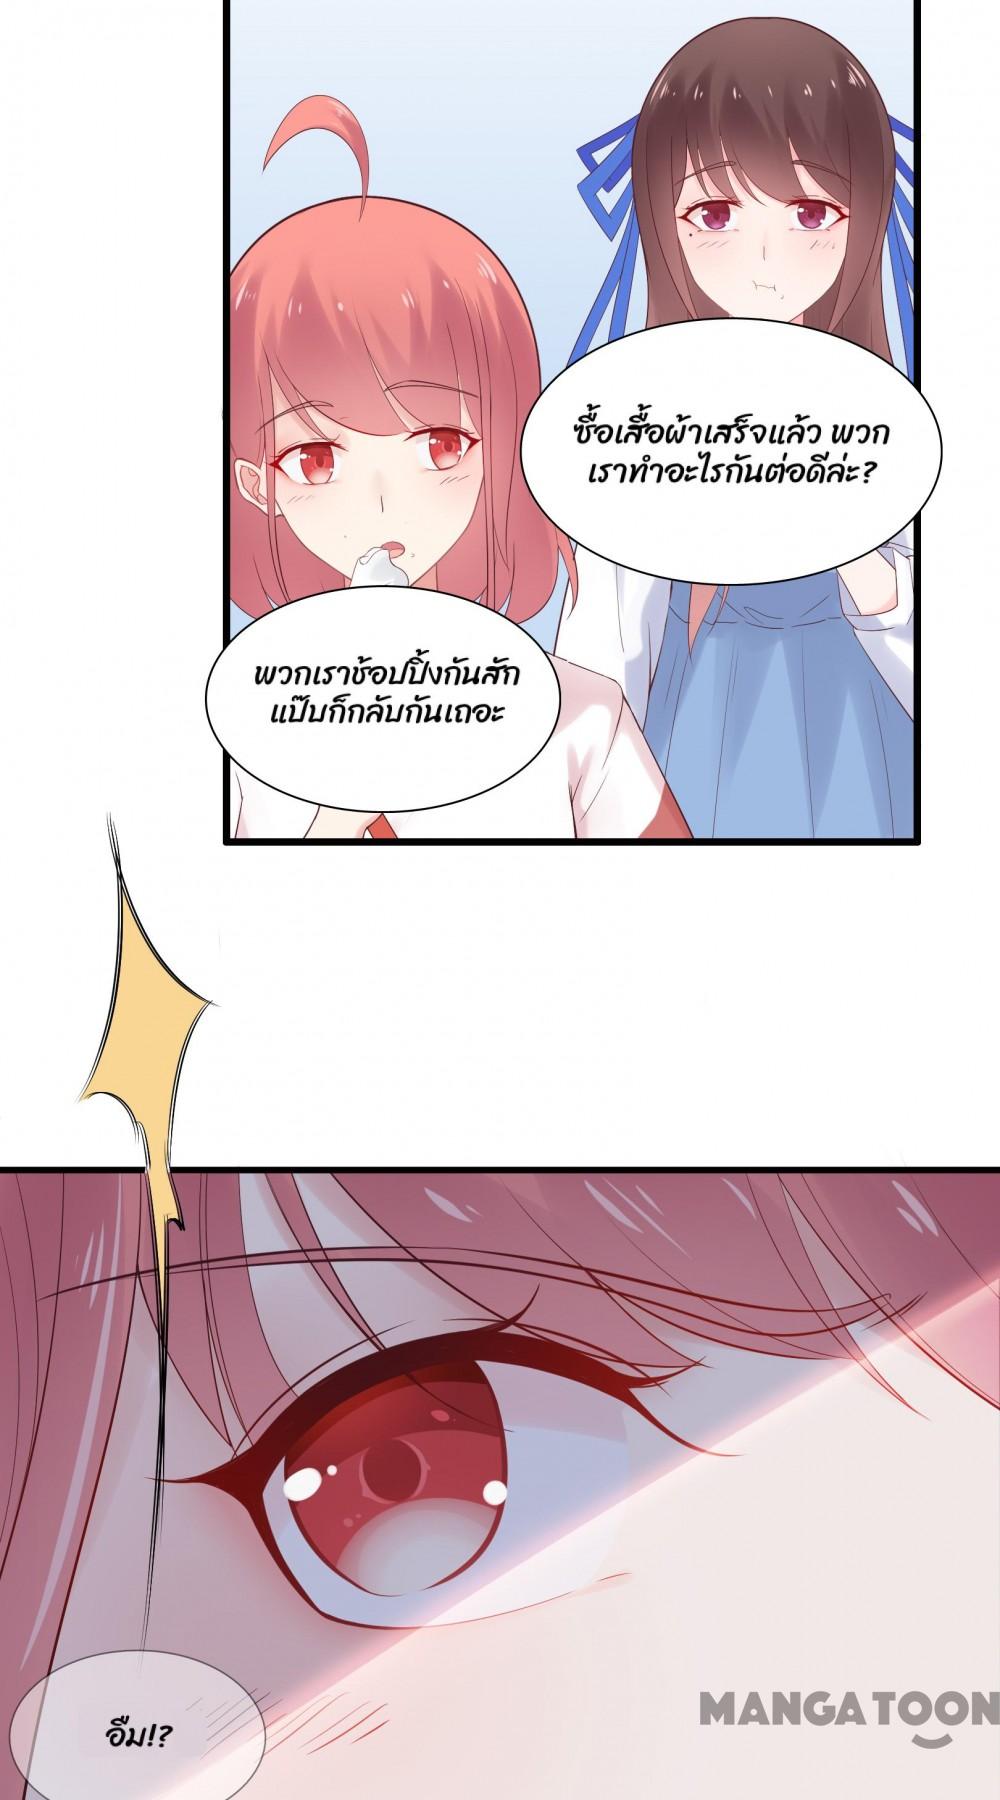 ซื้อเสื้อผ้าเสร็จแล้ว พวก
เราทำอะไรกันต่อดีล่ะ?
พวกเราช้อปปิ้งกันสัก
แป๊บก็กลับกันเถอะ
อืม!?
MANGATOON